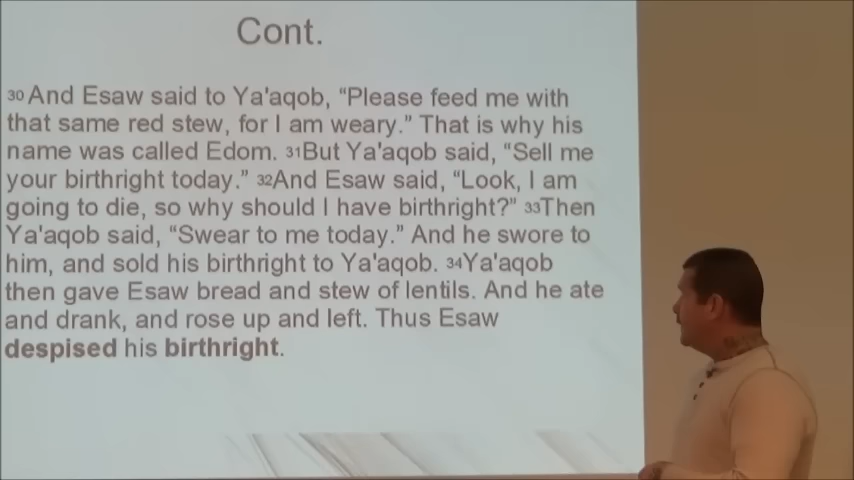 Cont.
30 And Esaw said to Ya'aqob, “Please feed me with
that same red stew, for I am weary.” That is why his
name was called Edom. 31But Ya'aqob said, “Sell me
your birthright today.” 32And Esaw said, “Look, I am
going to die, so why should I have birthright?” 33Then
Ya'aqob said, “Swear to me today.” And he swore to
him, and sold his birthright to Ya'aqob. 34Ya'aqob
then gave Esaw bread and stew of lentils. And he ate
and drank, and rose up and left. Thus Esaw
despised his birthright.